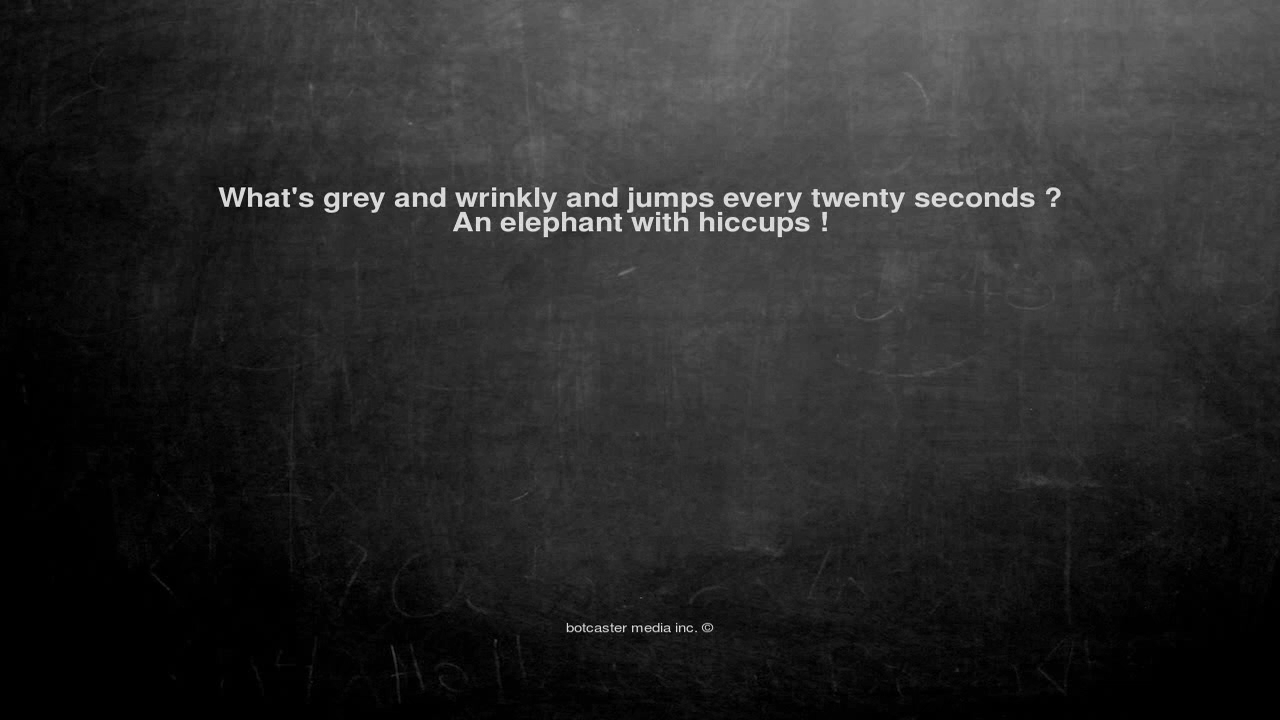 What's grey and wrinkly and jumps every twenty seconds ?
An elephant with hiccups !
botcaster media inc. ©